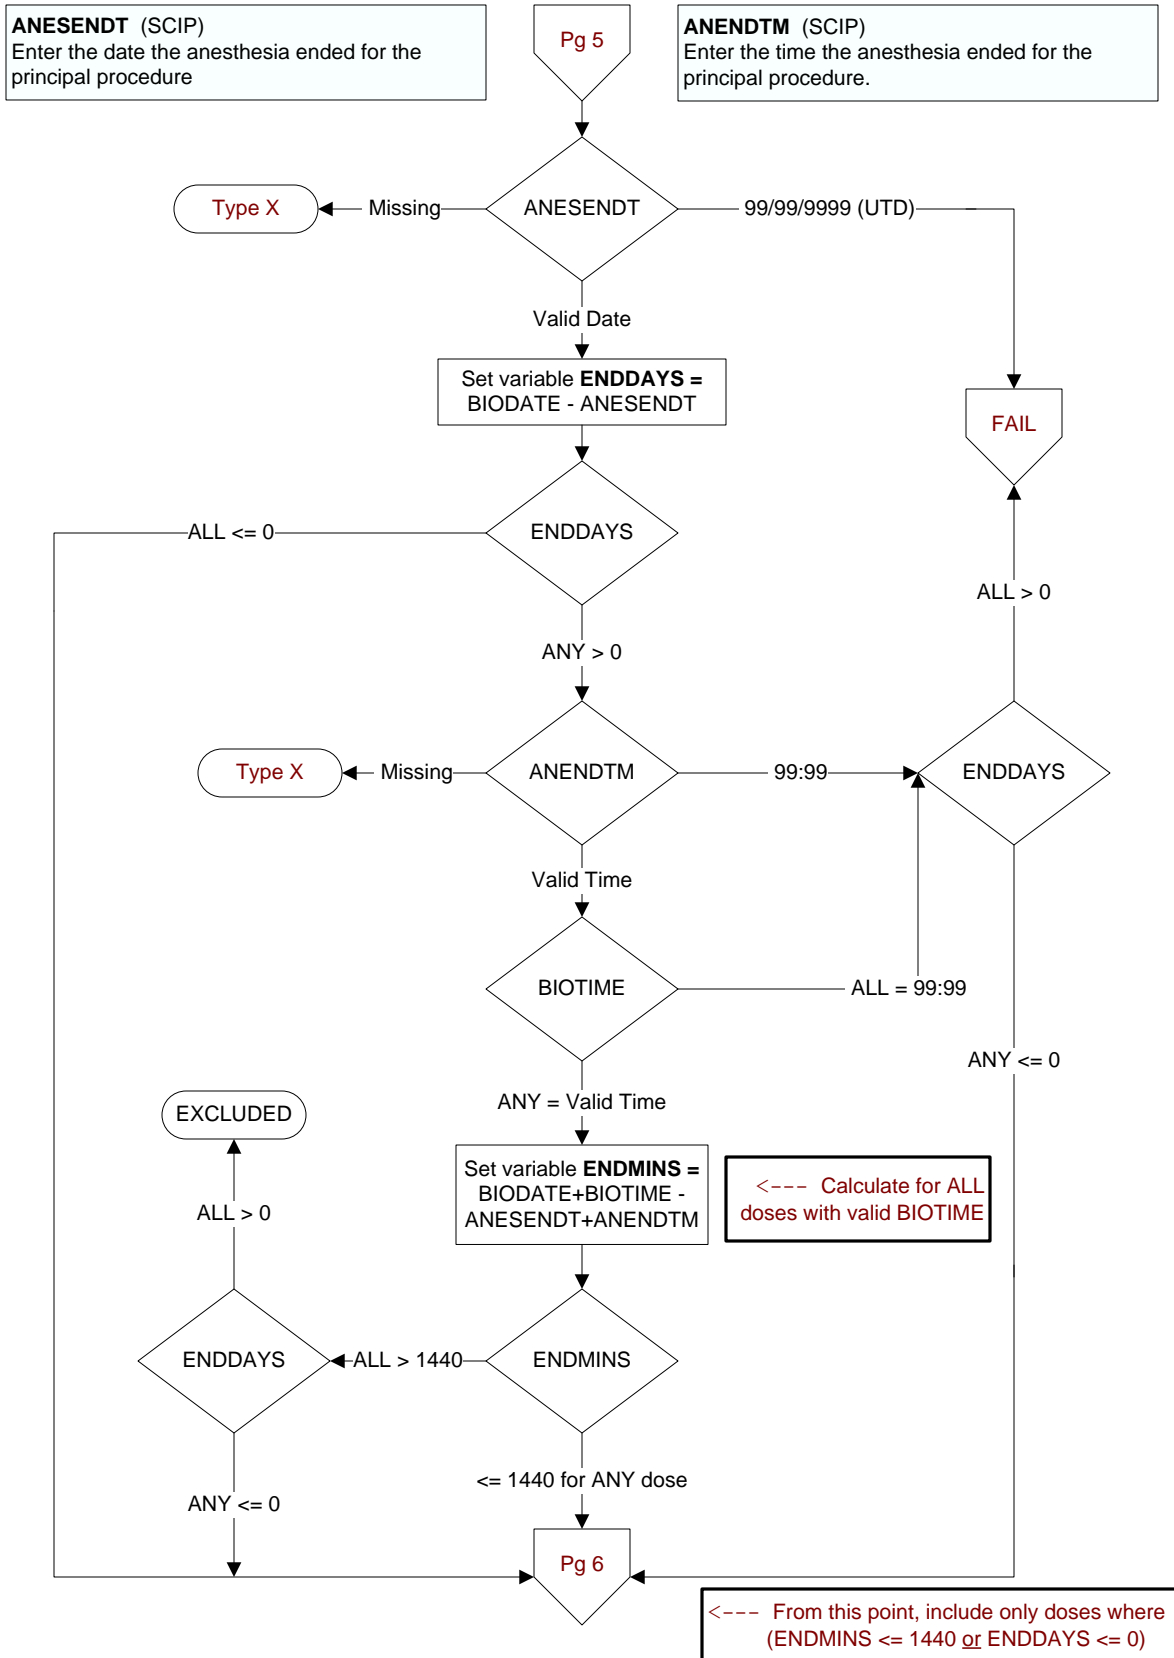 ANESENDT (SCIP)
Enter the date the anesthesia ended for the
principal procedure
Pg 5
ANENDTM (SCIP)
Enter the time the anesthesia ended for the
principal procedure.
Type X
Missing
ANESENDT
99/99/9999 (UTD)
Valid Date
Set variable ENDDAYS =
BIODATE - ANESENDT
FAIL
ALL <= 0
ENDDAYS
ALL > 0
ANY > 0
Type X
Missing
ANENDTM
99:99
ENDDAYS
Valid Time
BIOTIME
ALL = 99:99
ANY <= 0
ANY = Valid Time
EXCLUDED
Set variable ENDMINS =
BIODATE+BIOTIME -
ANESENDT+ANENDTM
<--- Calculate for ALL
doses with valid BIOTIME
ALL > 0
ENDDAYS
ALL > 1440
ENDMINS
<= 1440 for ANY dose
ANY <= 0
Pg 6
<--- From this point, include only doses where
(ENDMINS <= 1440 or ENDDAYS <= 0)